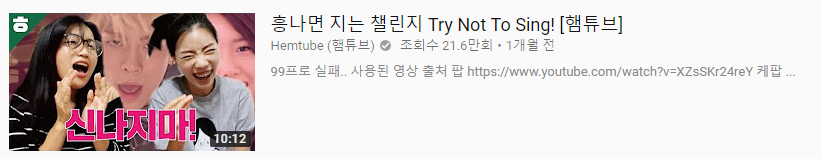 ㅎ
신나지마!
10:12
흥나면 지는 챌린지 Try Not To Sing! [햄튜브]
Hemtube (햄튜브) 조회수 21.6만회 • 1개월 전
99프로 실패.. 사용된 영상 출처 팝 https://www.youtube.com/watch?v=XZsSKr24reY 케팝 ...